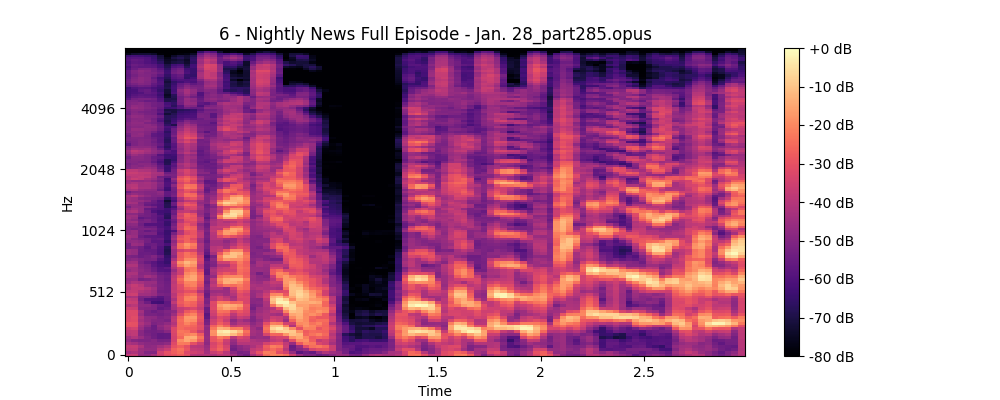 6 - Nightly News Full Episode - Jan. 28_part285.opus
Hz
4096
2048
1024
512
0
0
0.5
1
1.5
2
2.5
Time
+0 dB
-10 dB
-20 dB
-30 dB
-40 dB
-50 dB
-60 dB
-70 dB
-80 dB